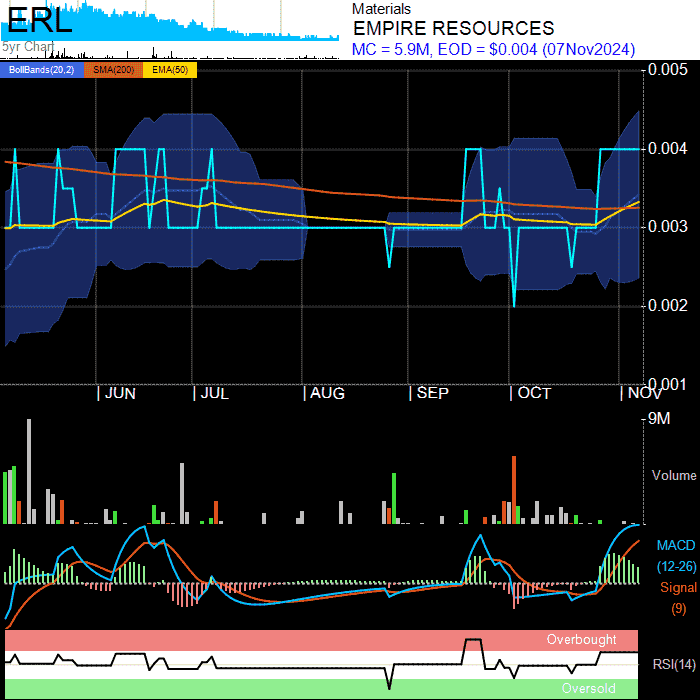 ERL
5yr Chart
Materials
EMPIRE RESOURCES
MC = 5.9M, EOD = $0.004 (07Nov2024)
BollBands(20,2) SMA(200) EMA(50)
0.005
0.004
0.003
0.002
0.001
JUN JUL AUG SEP OCT NOV
9M
Volume
MACD
(12-26)
Signal
(9)
Overbought
RSI(14)
Oversold